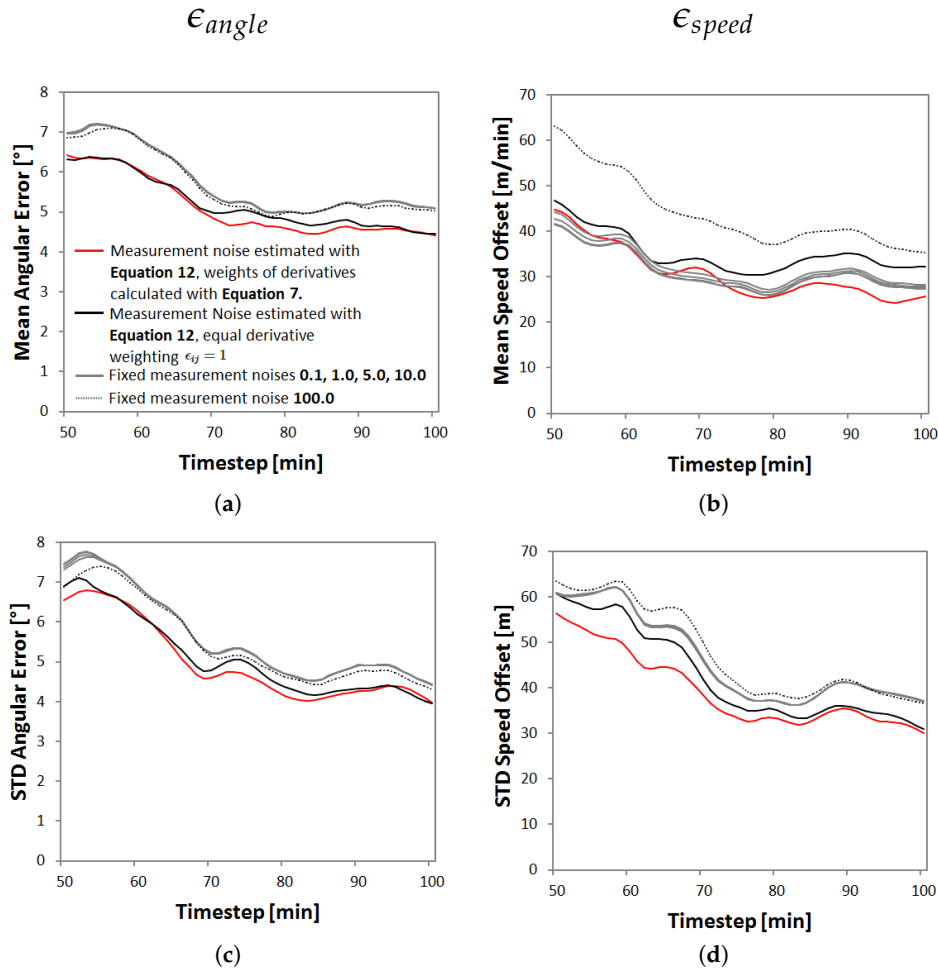 ϵangle
ϵspeed
8
7
6
5
4
3
2
1
0
Mean Angular Error [°]
Measurement noise estimated with
Equation 12, weights of derivatives
calculated with Equation 7.
Measurement Noise estimated with
Equation 12, equal derivative
weighting ϵij = 1
Fixed measurement noises 0.1, 1.0, 5.0, 10.0
Fixed measurement noise 100.0
50 60 70 80 90 100
Timestep [min]
(a)
70
60
50
40
30
20
10
0
Mean Speed Offset [m/min]
50 60 70 80 90 100
Timestep [min]
(b)
8
7
6
5
4
3
2
1
0
STD Angular Error [°]
50 60 70 80 90 100
Timestep [min]
(c)
70
60
50
40
30
20
10
0
STD Speed Offset [m]
50 60 70 80 90 100
Timestep [min]
(d)